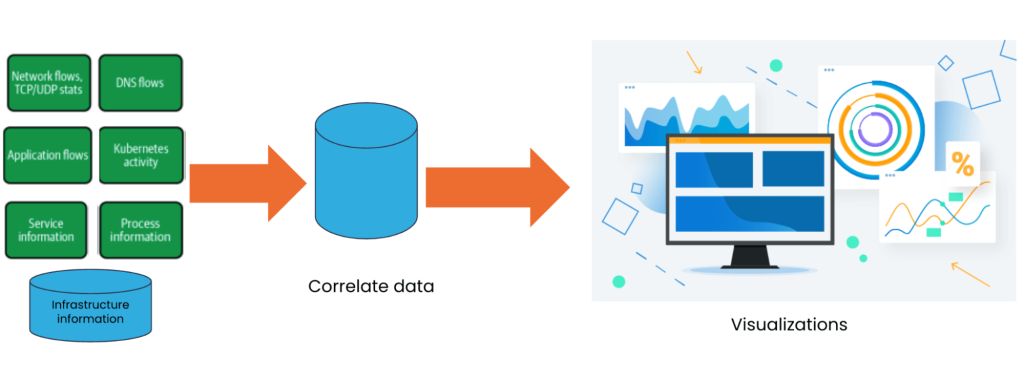 Network flows,
TCP/UDP stats
DNS flows
Application flows
Kubernetes
activity
Service
information
Process
information
Infrastructure
information
Correlate data
%
Visualizations